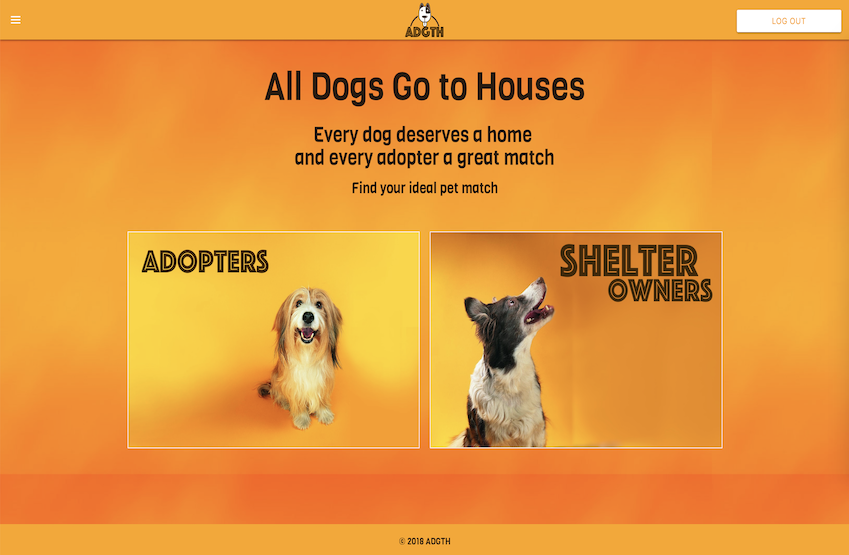 ADGTH
LOG OUT
All Dogs Go to Houses
Every dog deserves a home
and every adopter a great match
Find your ideal pet match
ADOPTERS
SHELTER
OWNERS
© 2018 ADGTH